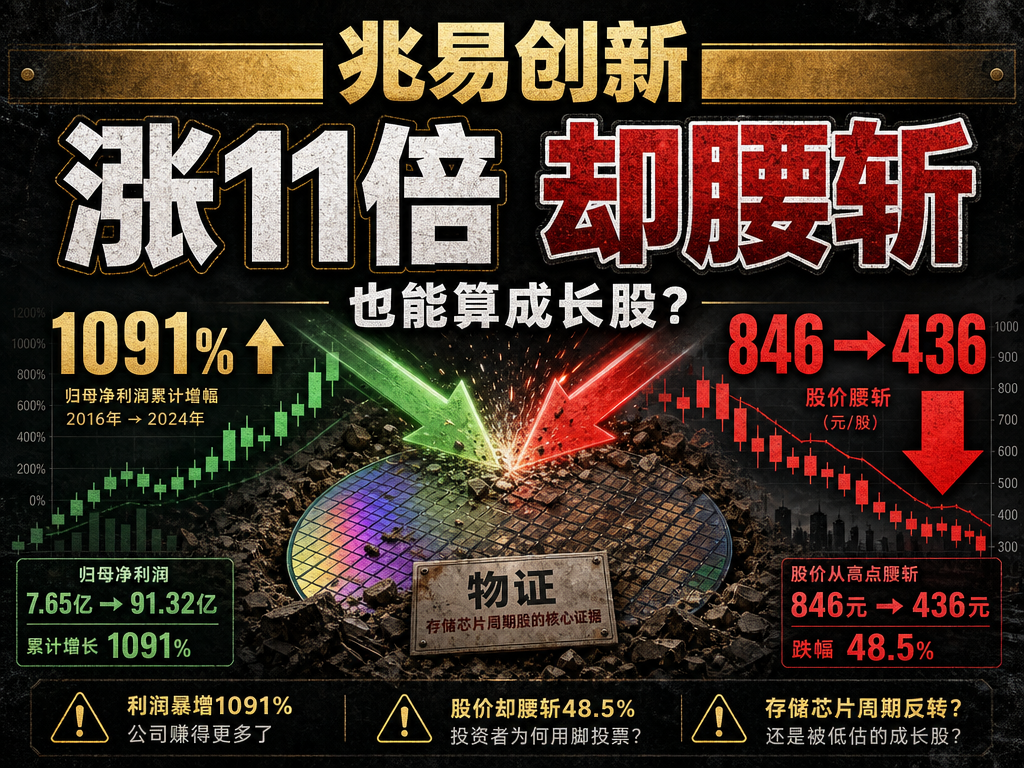 兆易创新
涨11倍 却腰斩
也能算成长股？
1091%
归母净利润累计增幅
2016年 → 2024年
1200%
1000%
800%
600%
400%
200%
0%
846 → 436
股价腰斩
(元/股)
1000
900
800
700
600
500
400
300
归母净利润
7.65亿 → 91.32亿
累计增长 1091%
物证
存储芯片周期股的核心证据
股价从高点腰斩
846元 → 436元
跌幅 48.5%
利润暴增1091%
公司赚得更多了
股价却腰斩48.5%
投资者为何用脚投票？
存储芯片周期反转？
还是被低估的成长股？